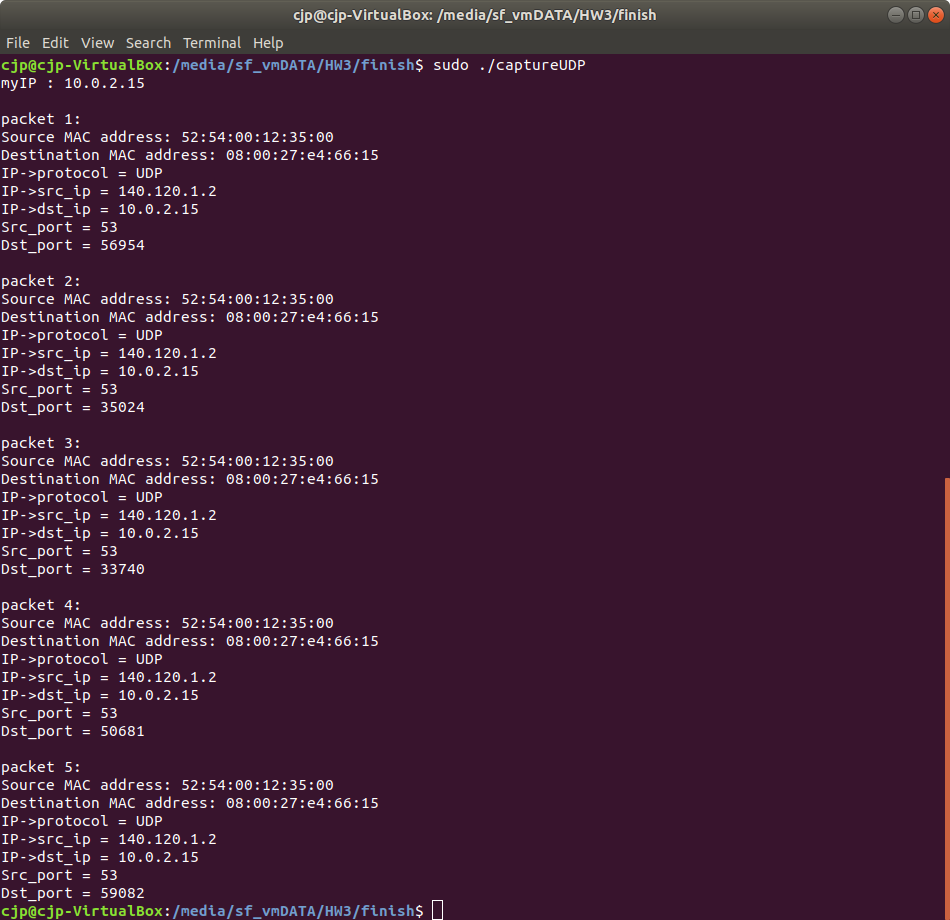 cjp@cjp-VirtualBox: /media/sf_vmDATA/HW3/finish
File Edit View Search Terminal Help
cjp@cjp-VirtualBox:/media/sf_vmDATA/HW3/finish$ sudo ./captureUDP
myIP : 10.0.2.15

packet 1:
Source MAC address: 52:54:00:12:35:00
Destination MAC address: 08:00:27:e4:66:15
IP->protocol = UDP
IP->src_ip = 140.120.1.2
IP->dst_ip = 10.0.2.15
Src_port = 53
Dst_port = 56954

packet 2:
Source MAC address: 52:54:00:12:35:00
Destination MAC address: 08:00:27:e4:66:15
IP->protocol = UDP
IP->src_ip = 140.120.1.2
IP->dst_ip = 10.0.2.15
Src_port = 53
Dst_port = 35024

packet 3:
Source MAC address: 52:54:00:12:35:00
Destination MAC address: 08:00:27:e4:66:15
IP->protocol = UDP
IP->src_ip = 140.120.1.2
IP->dst_ip = 10.0.2.15
Src_port = 53
Dst_port = 33740

packet 4:
Source MAC address: 52:54:00:12:35:00
Destination MAC address: 08:00:27:e4:66:15
IP->protocol = UDP
IP->src_ip = 140.120.1.2
IP->dst_ip = 10.0.2.15
Src_port = 53
Dst_port = 50681

packet 5:
Source MAC address: 52:54:00:12:35:00
Destination MAC address: 08:00:27:e4:66:15
IP->protocol = UDP
IP->src_ip = 140.120.1.2
IP->dst_ip = 10.0.2.15
Src_port = 53
Dst_port = 59082
cjp@cjp-VirtualBox:/media/sf_vmDATA/HW3/finish$